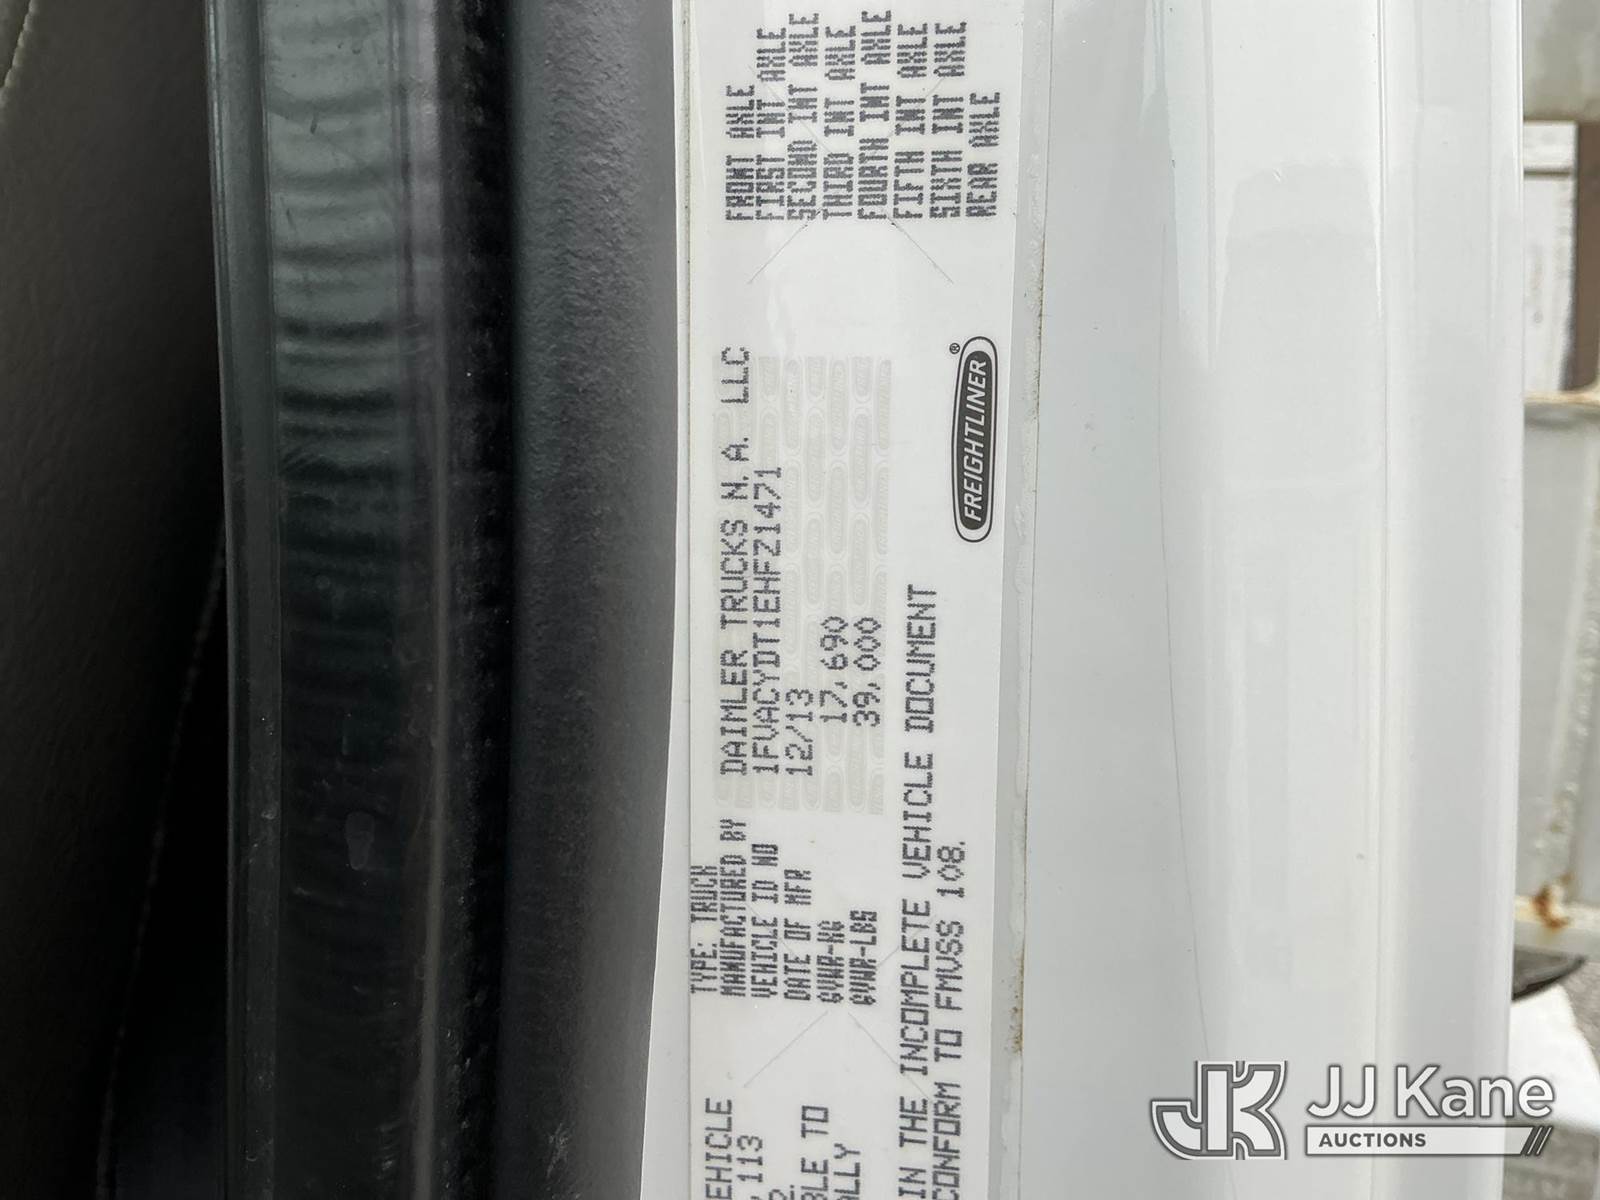 EHICLE
113
BLE TO
ALLY
IN THE INCOMPLETE VEHICLE DOCUMENT
CONFORM TO FMVSS 108.
TYPE: TRUCK
MANUFACTURED BY DAIMLER TRUCKS N.A. LLC
VEHICLE ID NO 1FVACYDT1EHFZ1471
DATE OF MFR 12/13
GVWR-KG 17,690
GVWR-LBS 39,000
FREIGHTLINER®
FRONT AXLE
FIRST INT AXLE
SECOND INT AXLE
THIRD INT AXLE
FOURTH INT AXLE
FIFTH INT AXLE
SIXTH INT AXLE
REAR AXLE
JK JJ Kane
AUCTIONS